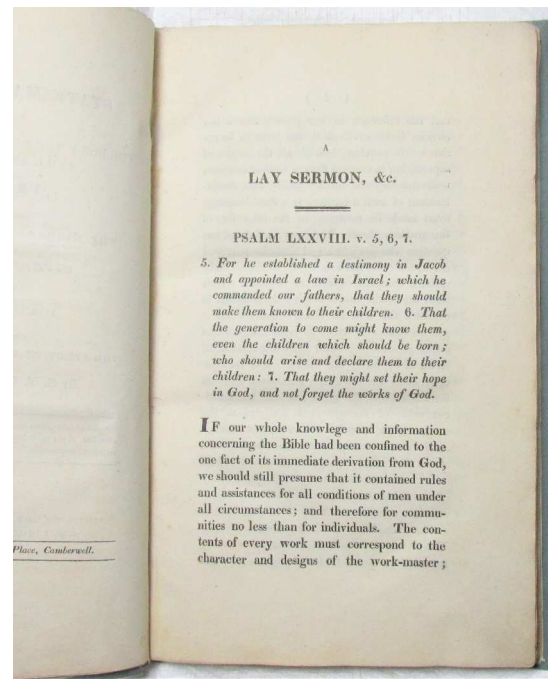 A
LAY SERMON, &c.
PSALM LXXVIII. v. 5, 6, 7.
5. For he established a testimony in Jacob
and appointed a law in Israel; which he
commanded our fathers, that they should
make them known to their children. 6. That
the generation to come might know them,
even the children which should be born;
who should arise and declare them to their
children: 7. That they might set their hope
in God, and not forget the works of God.
IF our whole knowlege and information
concerning the Bible had been confined to the
one fact of its immediate derivation from God,
we should still presume that it contained rules
and assistances for all conditions of men under
all circumstances; and therefore for commu-
nities no less than for individuals. The con-
tents of every work must correspond to the
character and designs of the work-master;
Place, Camberwell.